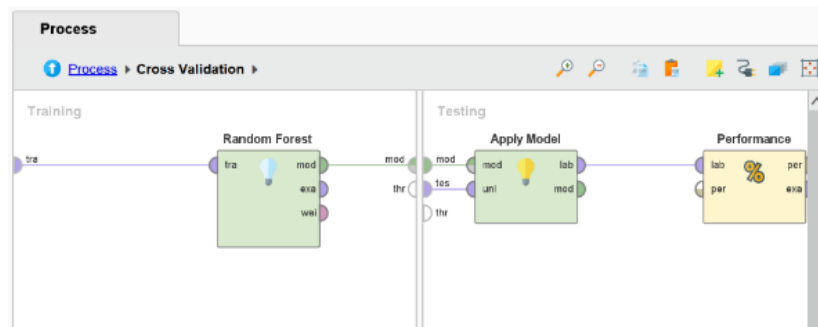 Process
Process ▸ Cross Validation ▸
Training
Testing
Random Forest
Apply Model
Performance
tra
tra
mod
mod
mod
mod
lab
lab
per
exa
thr
tes
unl
mod
per
exa
wei
thr
%